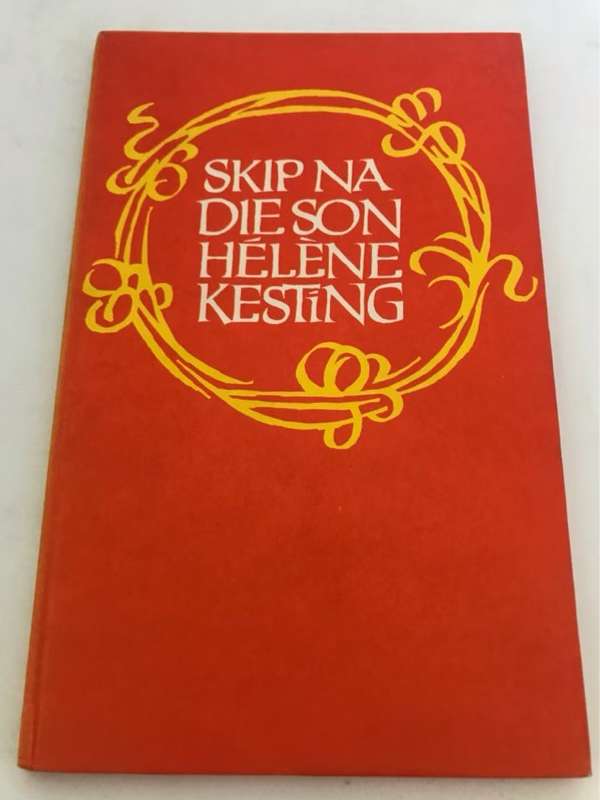 SKIP NA
DIE SON
HÉLÈNE
KESTING